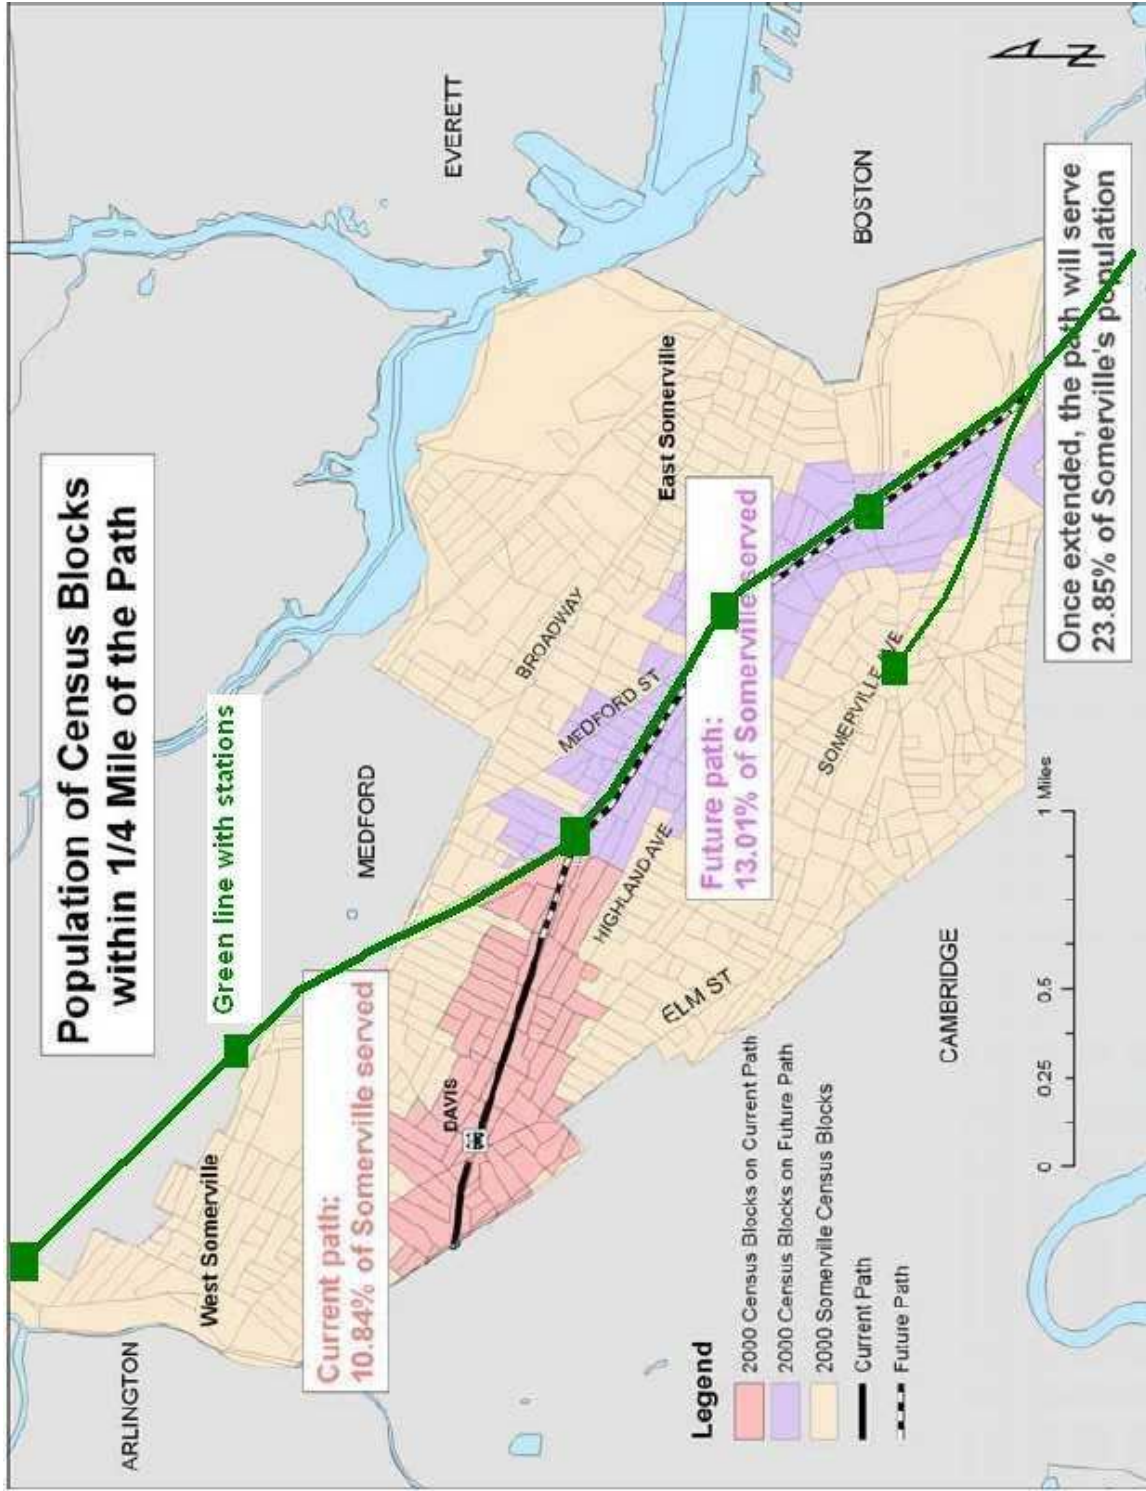 Population of Census Blocks
within 1/4 Mile of the Path
Green line with stations
ARLINGTON
MEDFORD
EVERETT
West Somerville
Current path:
10.84% of Somerville served
DAVIS
BROADWAY
MEDFORD ST
East Somerville
HIGHLAND AVE
ELM ST
Future path:
13.01% of Somerville served
SOMERVILLE AVE
BOSTON
CAMBRIDGE
N
Once extended, the path will serve
23.85% of Somerville's population
Legend
2000 Census Blocks on Current Path
2000 Census Blocks on Future Path
2000 Somerville Census Blocks
Current Path
Future Path
0 0.25 0.5 1 Miles